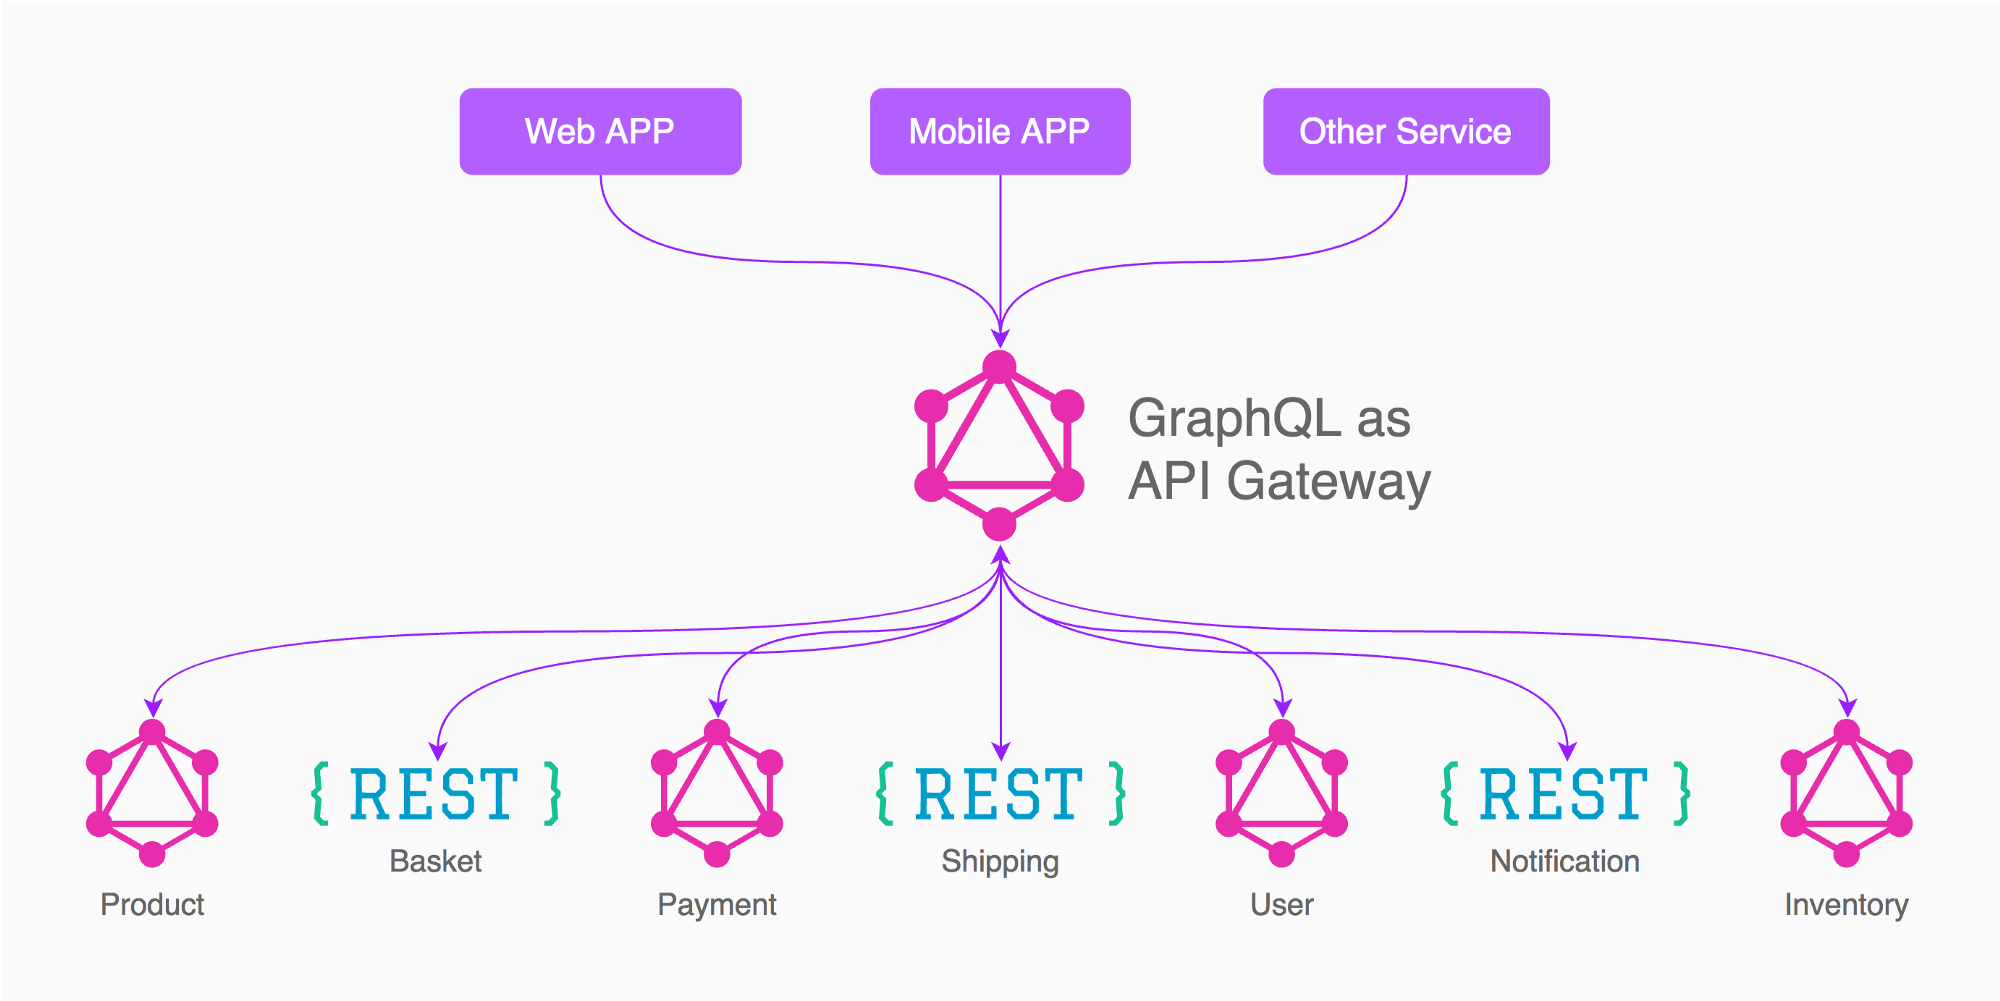 Web APP
Mobile APP
Other Service
GraphQL as
API Gateway
{ REST }
{ REST }
{ REST }
Basket
Shipping
Notification
Product
Payment
User
Inventory